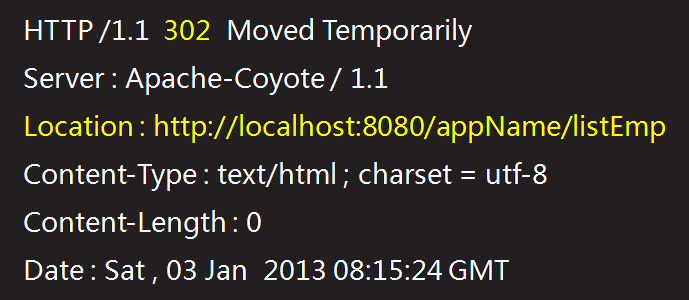 HTTP /1.1 302 Moved Temporarily
Server : Apache-Coyote / 1.1
Location : http://localhost:8080/appName/listEmp
Content-Type : text/html ; charset = utf-8
Content-Length : 0
Date : Sat , 03 Jan 2013 08:15:24 GMT